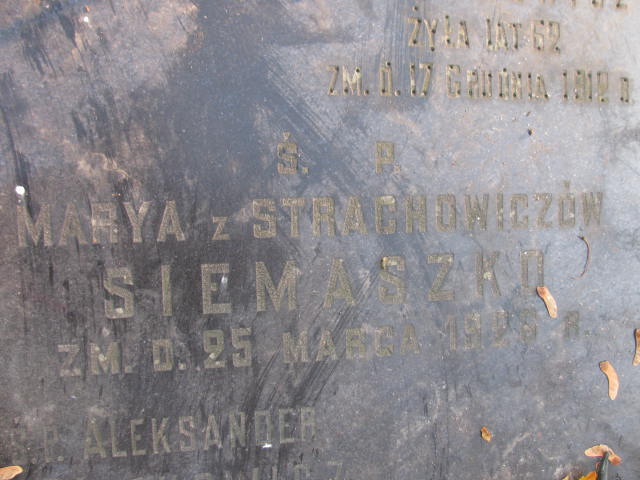 ŻYŁA LAT 62
ZM. D. 17 GRUDNIA 1912 R
Ś. P.
MARYA z STRACHOWICZÓW
SIEMASZKO
ZM. D. 25 MARCA R.
Ś. P. ALEKSANDER